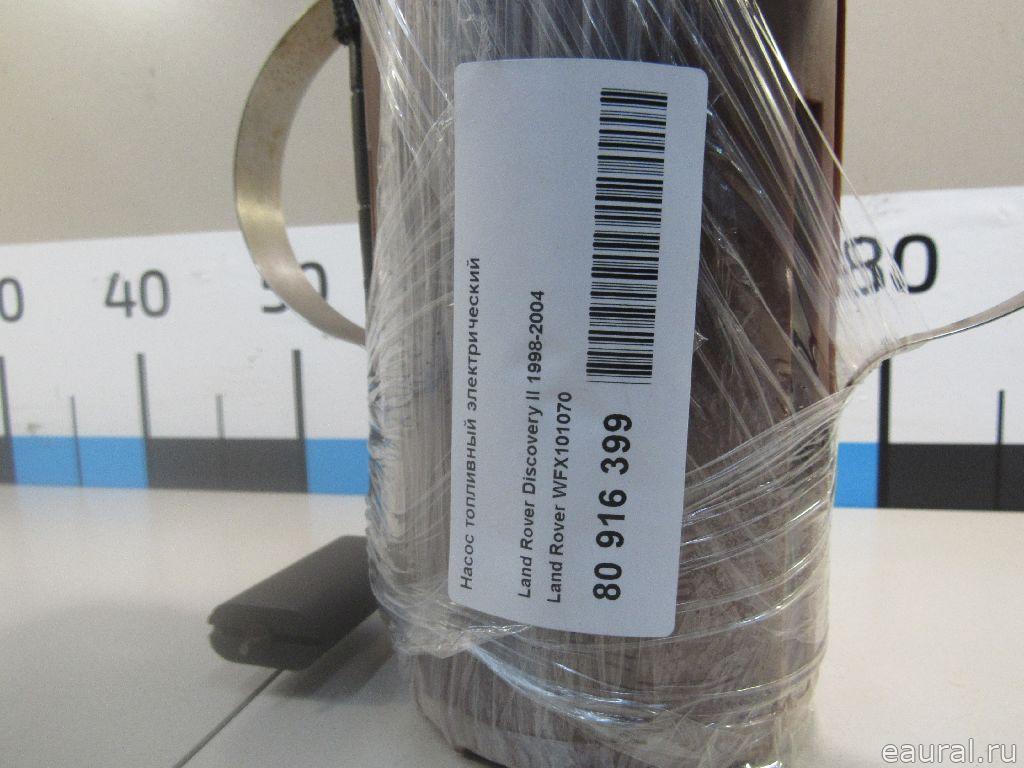 Насос топливный электрический
Land Rover Discovery II 1998-2004
Land Rover WFX101070
80 916 399
0 40 50 80
eaural.ru